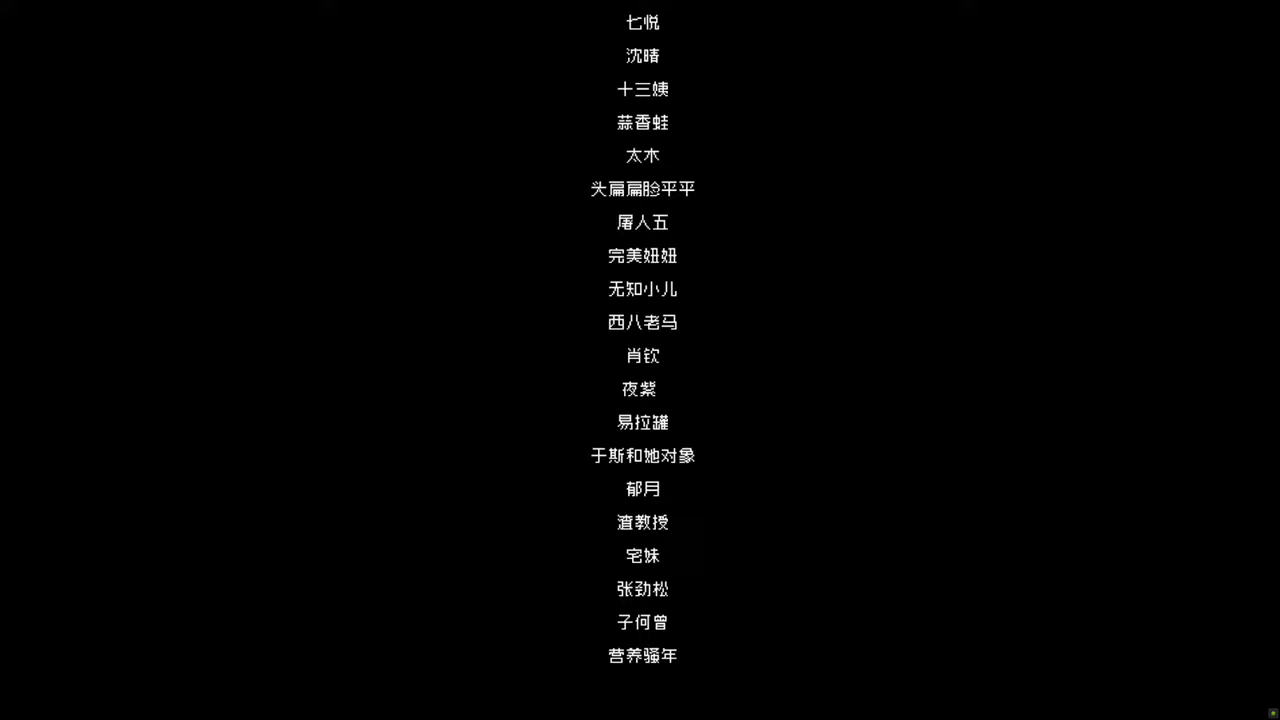 七悦
沈晴
十三姨
蒜香蛙
太木
头扁扁脸平平
屠人五
完美妞妞
无知小儿
西八老马
肖钦
夜紫
易拉罐
于斯和她对象
郁月
渣教授
宅妹
张劲松
子何曾
营养骚年